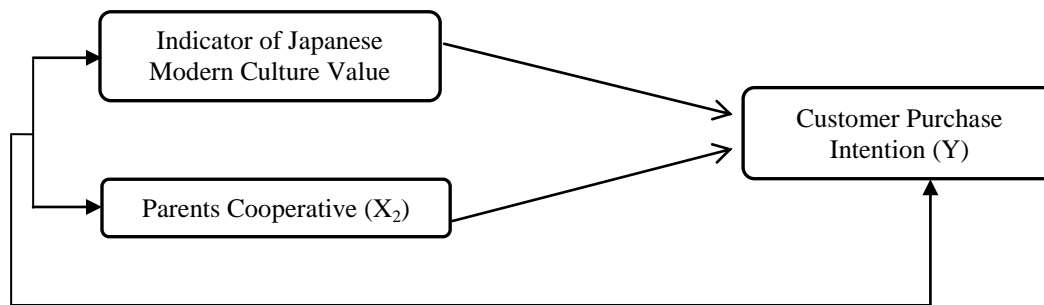 Indicator of Japanese
Modern Culture Value
Customer Purchase
Intention (Y)
Parents Cooperative (X₂)